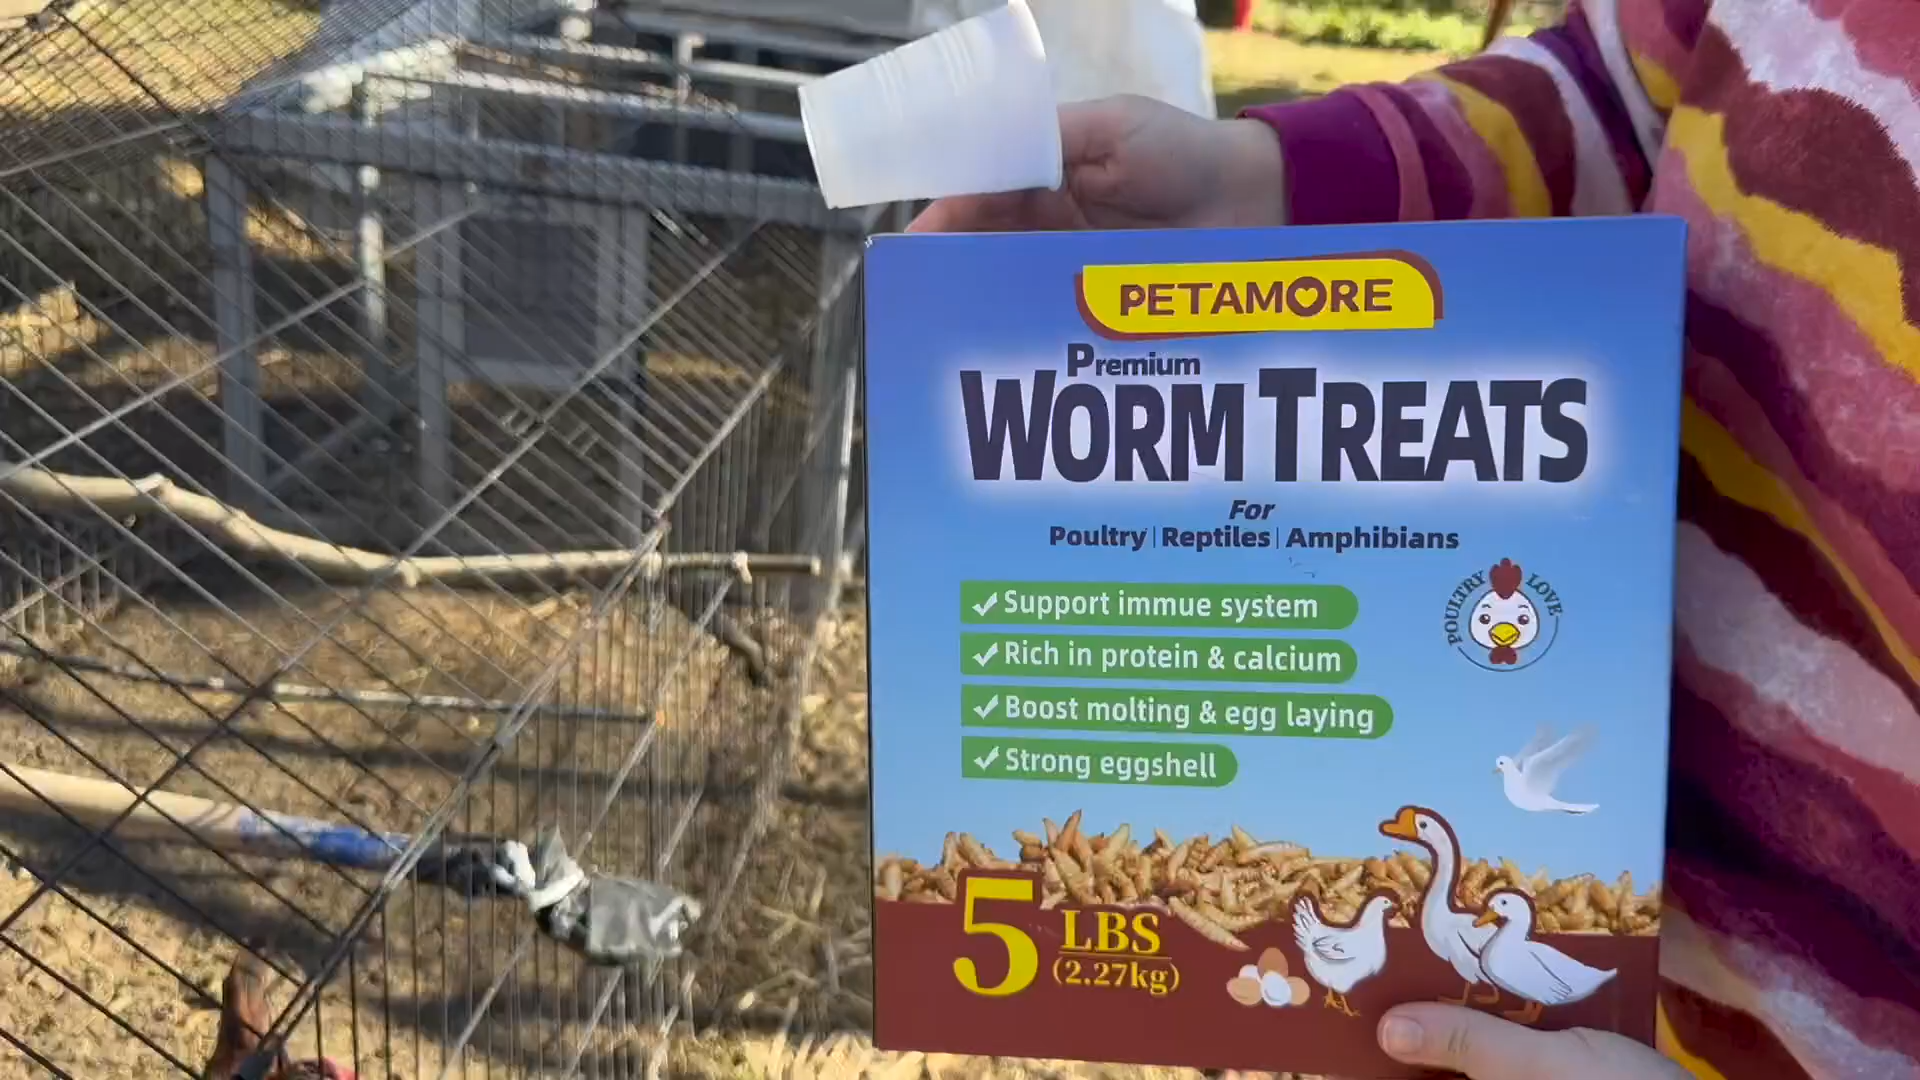 PETAMORE
Premium
WORM TREATS
For
Poultry | Reptiles | Amphibians
POULTRY LOVE
Support immue system
Rich in protein & calcium
Boost molting & egg laying
Strong eggshell
5 LBS
(2.27kg)